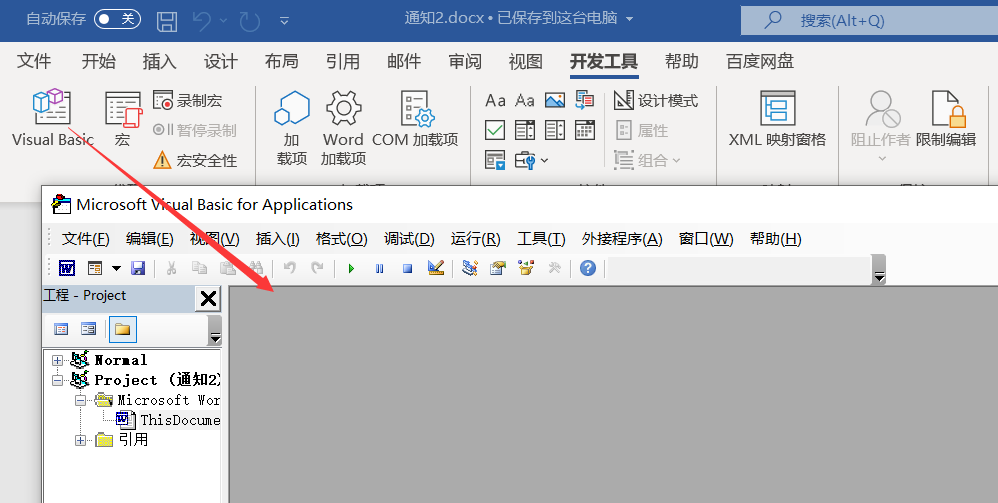 自动保存 关 通知2.docx • 已保存到这台电脑 搜索(Alt+Q)
文件 开始 插入 设计 布局 引用 邮件 审阅 视图 开发工具 帮助 百度网盘
Visual Basic
宏
录制宏
暂停录制
宏安全性
加
载项
Word
加载项
COM 加载项
Aa Aa
设计模式
属性
组合
XML 映射窗格
阻止作者
限制编辑
Microsoft Visual Basic for Applications
文件(F) 编辑(E) 视图(V) 插入(I) 格式(O) 调试(D) 运行(R) 工具(T) 外接程序(A) 窗口(W) 帮助(H)
工程 - Project
Normal
Project (通知2)
Microsoft Wor
ThisDocume
引用